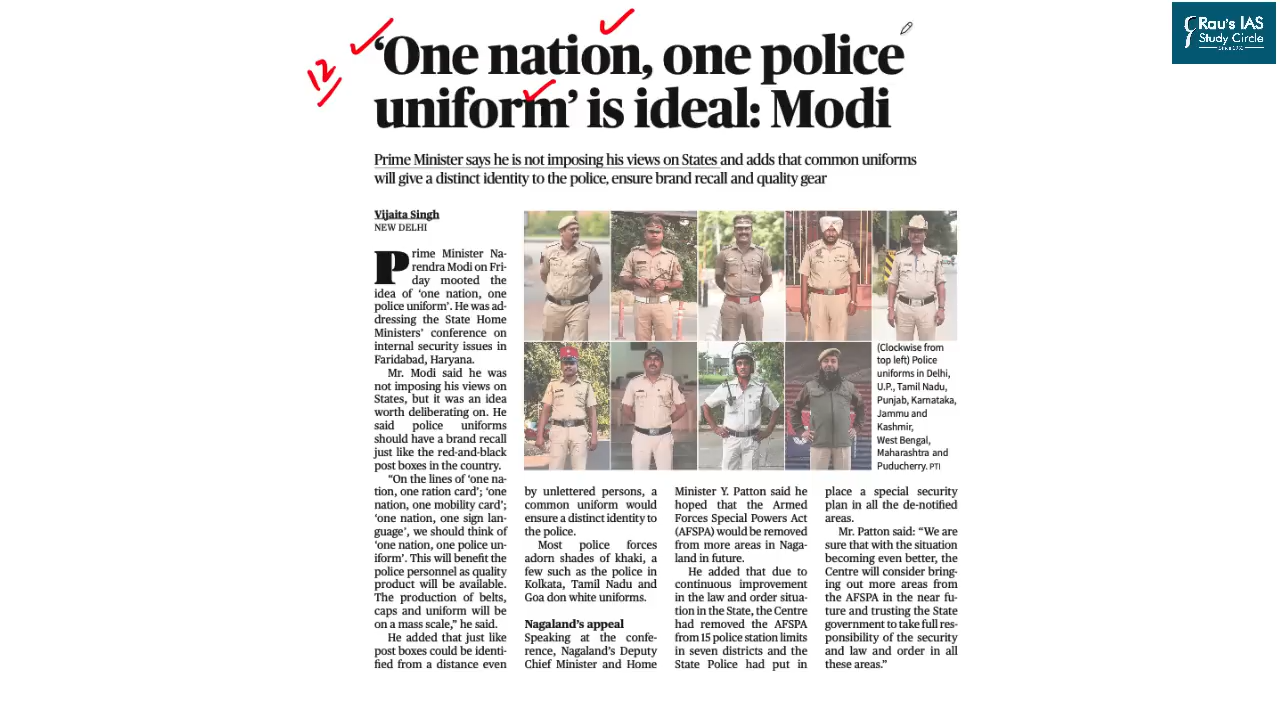 Rau's IAS
Study Circle
12
‘One nation, one police
uniform’ is ideal: Modi
Prime Minister says he is not imposing his views on States and adds that common uniforms
will give a distinct identity to the police, ensure brand recall and quality gear
Vijaita Singh
NEW DELHI
Prime Minister Na-
rendra Modi on Fri-
day mooted the
idea of ‘one nation, one
police uniform’. He was ad-
dressing the State Home
Ministers’ conference on
internal security issues in
Faridabad, Haryana.
Mr. Modi said he was
not imposing his views on
States, but it was an idea
worth deliberating on. He
said police uniforms
should have a brand recall
just like the red-and-black
post boxes in the country.
“On the lines of ‘one na-
tion, one ration card’; ‘one
nation, one mobility card’;
‘one nation, one sign lan-
guage’, we should think of
‘one nation, one police un-
iform’. This will benefit the
police personnel as quality
product will be available.
The production of belts,
caps and uniform will be
on a mass scale,” he said.
He added that just like
post boxes could be identi-
fied from a distance even
(Clockwise from
top left) Police
uniforms in Delhi,
U.P., Tamil Nadu,
Punjab, Karnataka,
Jammu and
Kashmir,
West Bengal,
Maharashtra and
Puducherry. PTI
by unlettered persons, a
common uniform would
ensure a distinct identity to
the police.
Most police forces
adorn shades of khaki, a
few such as the police in
Kolkata, Tamil Nadu and
Goa don white uniforms.
Nagaland’s appeal
Speaking at the confe-
rence, Nagaland’s Deputy
Chief Minister and Home
Minister Y. Patton said he
hoped that the Armed
Forces Special Powers Act
(AFSPA) would be removed
from more areas in Naga-
land in future.
He added that due to
continuous improvement
in the law and order situa-
tion in the State, the Centre
had removed the AFSPA
from 15 police station limits
in seven districts and the
State Police had put in
place a special security
plan in all the de-notified
areas.
Mr. Patton said: “We are
sure that with the situation
becoming even better, the
Centre will consider bring-
ing out more areas from
the AFSPA in the near fu-
ture and trusting the State
government to take full res-
ponsibility of the security
and law and order in all
these areas.”